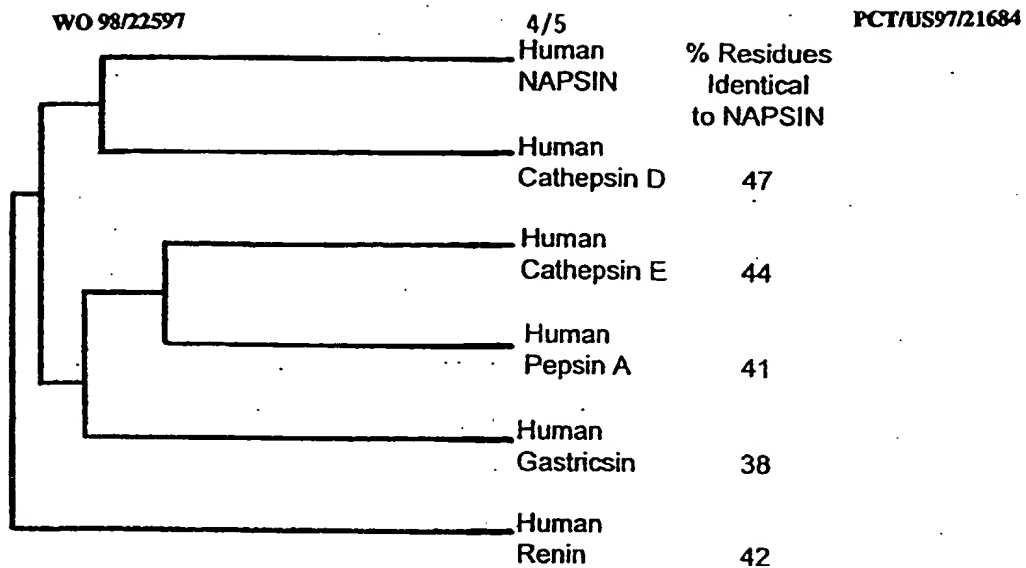 WO 98/22597 4/5 PCT/US97/21684
Human
NAPSIN
% Residues
Identical
to NAPSIN
Human
Cathepsin D 47
Human
Cathepsin E 44
Human
Pepsin A 41
Human
Gastricsin 38
Human
Renin 42